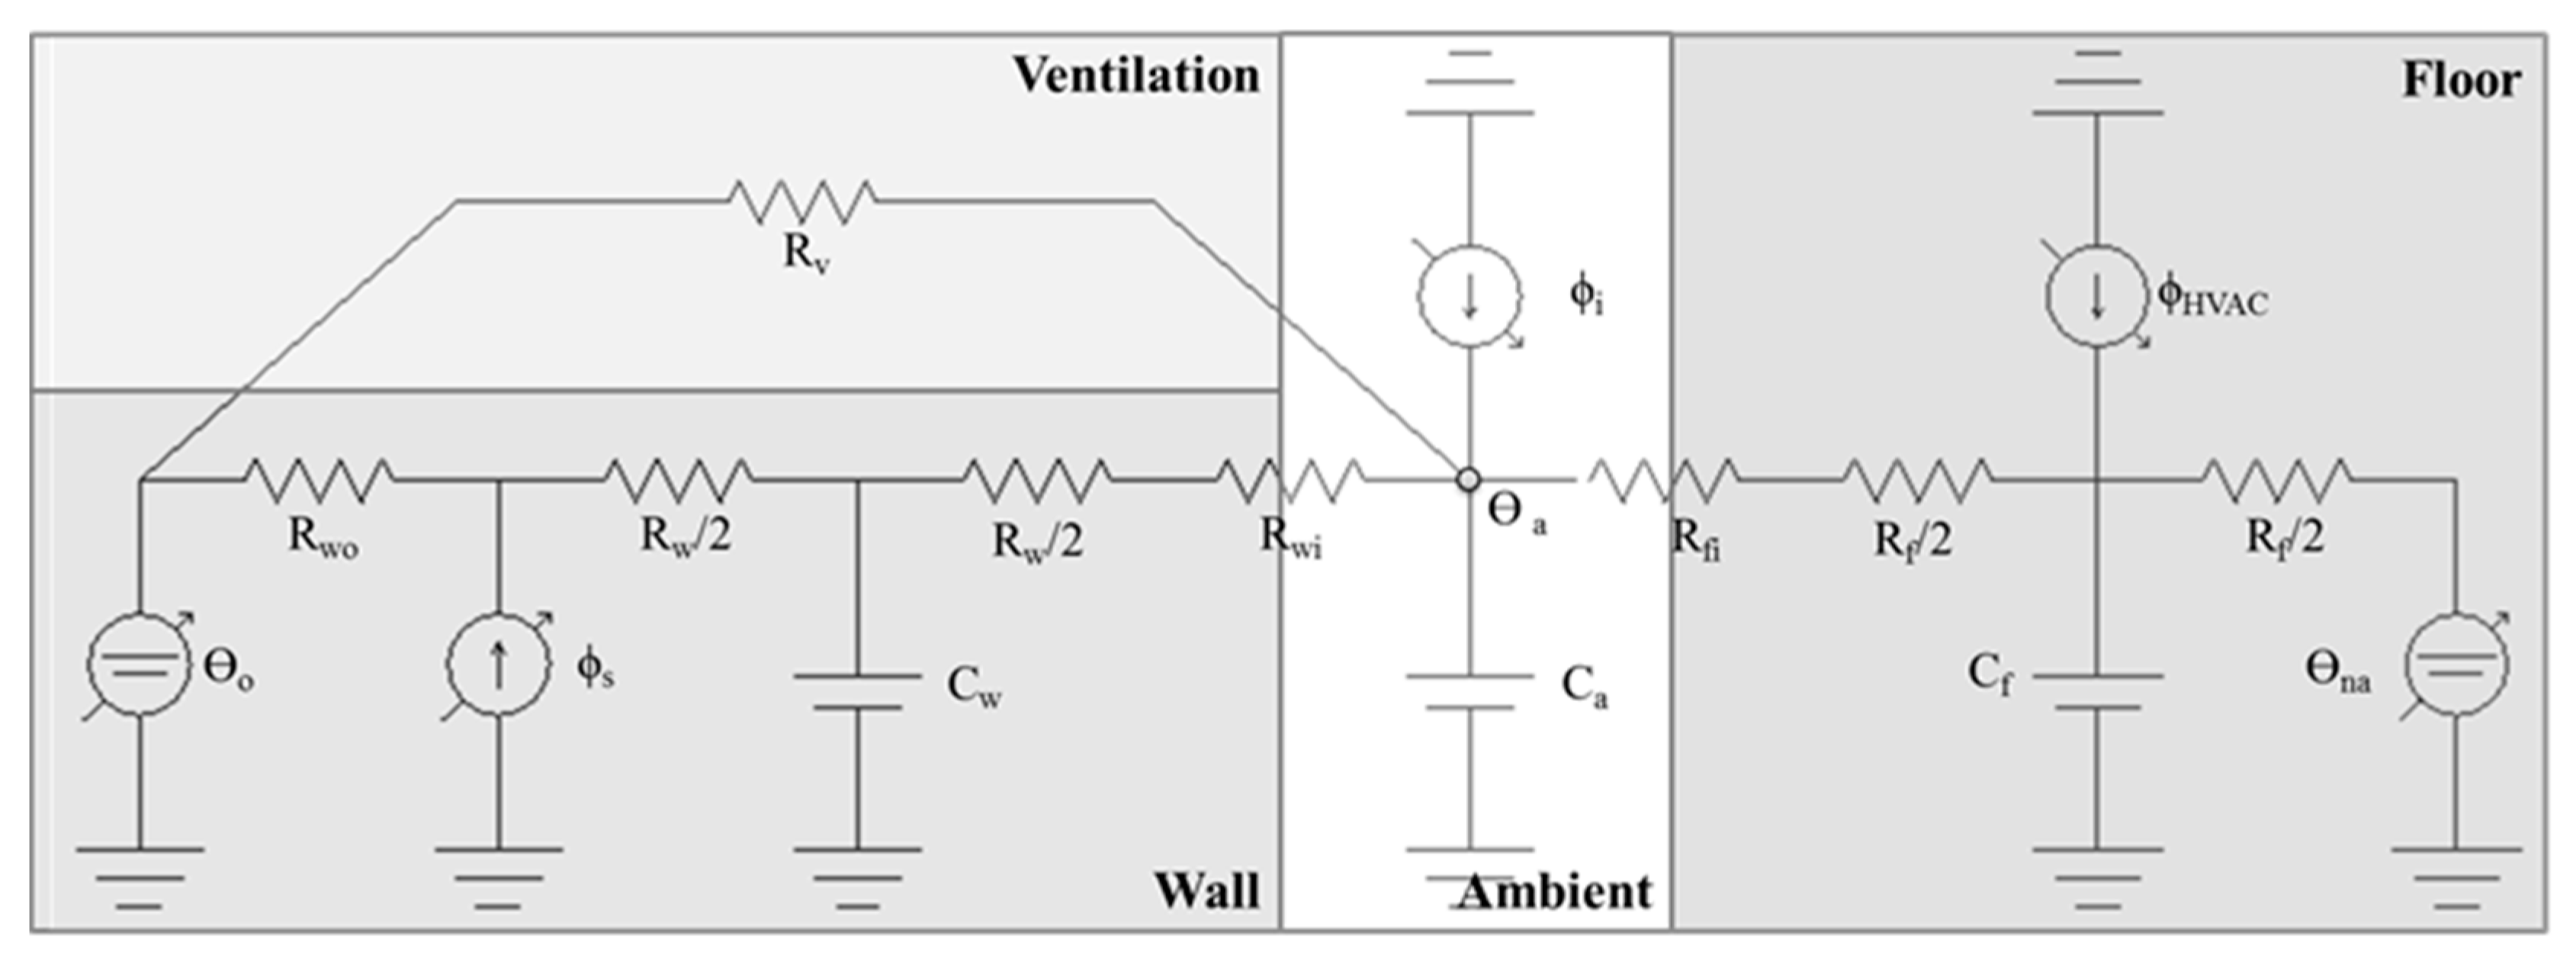 Ventilation
Floor
R_v
ϕ_i
ϕ_HVAC
R_wo
R_w/2
R_w/2
R_wi
Θ_a
R_fi
R_f/2
R_f/2
Θ_o
ϕ_s
C_w
C_a
C_f
Θ_na
Wall
Ambient